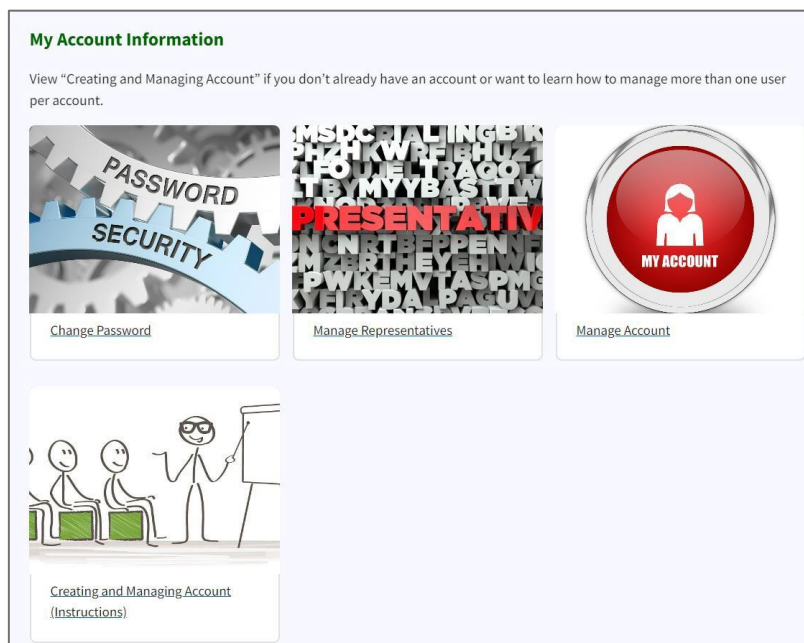 My Account Information
View “Creating and Managing Account” if you don’t already have an account or want to learn how to manage more than one user
per account.
PASSWORD
SECURITY
PRESENTATIV
MY ACCOUNT
Change Password
Manage Representatives
Manage Account
Creating and Managing Account
(Instructions)